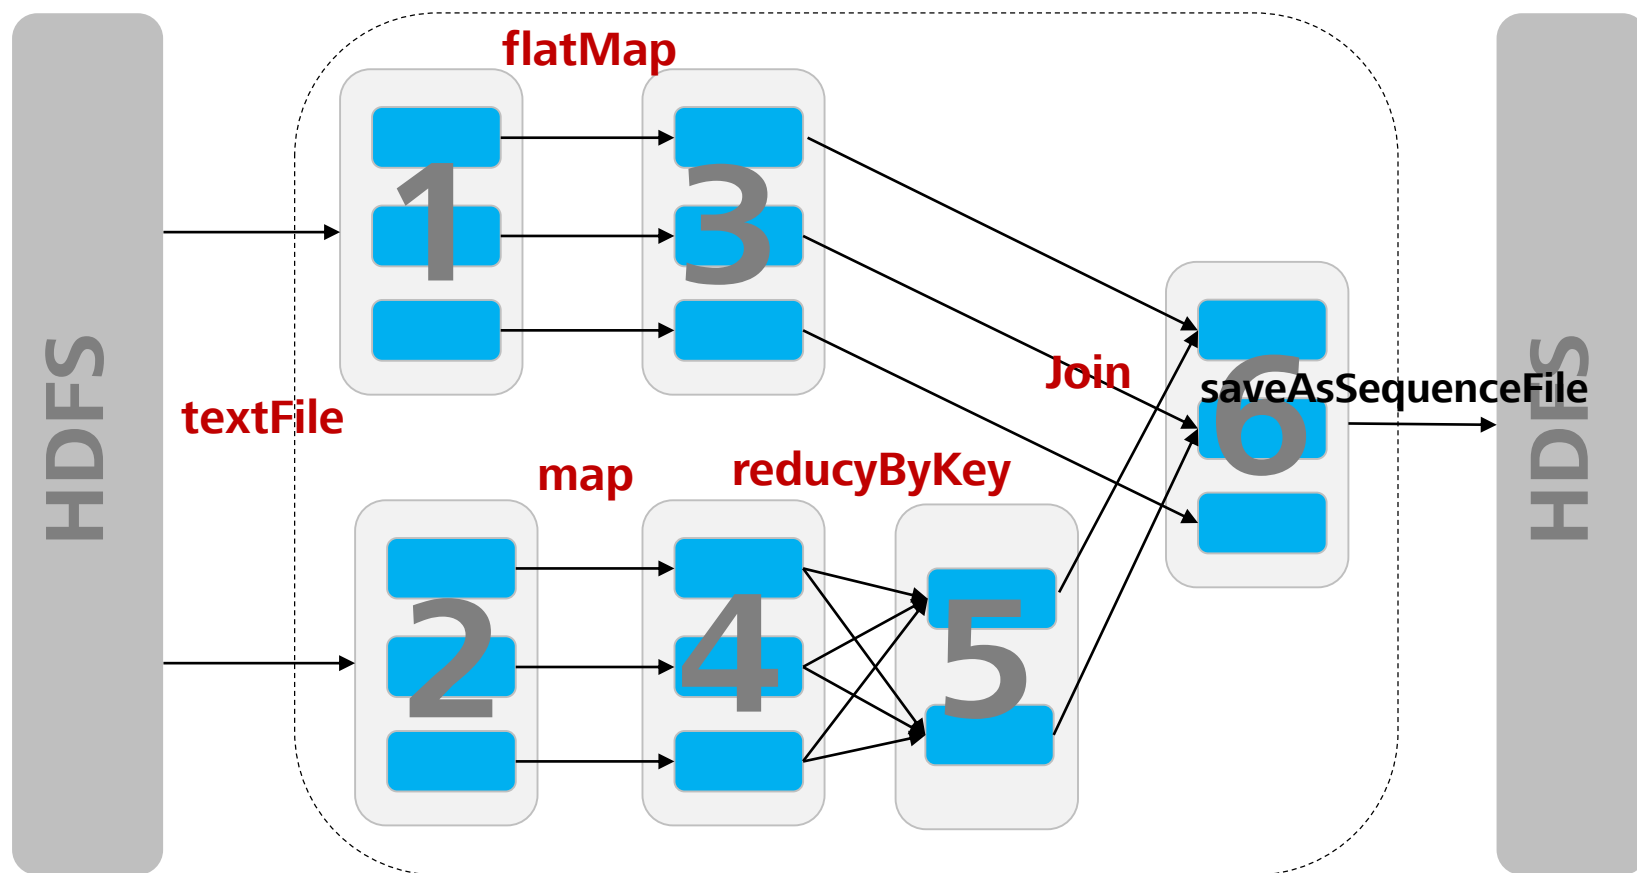 HDFS
textFile
flatMap
1
3
map
reducyByKey
2
4
5
Join
6
saveAsSequenceFile
HDFS